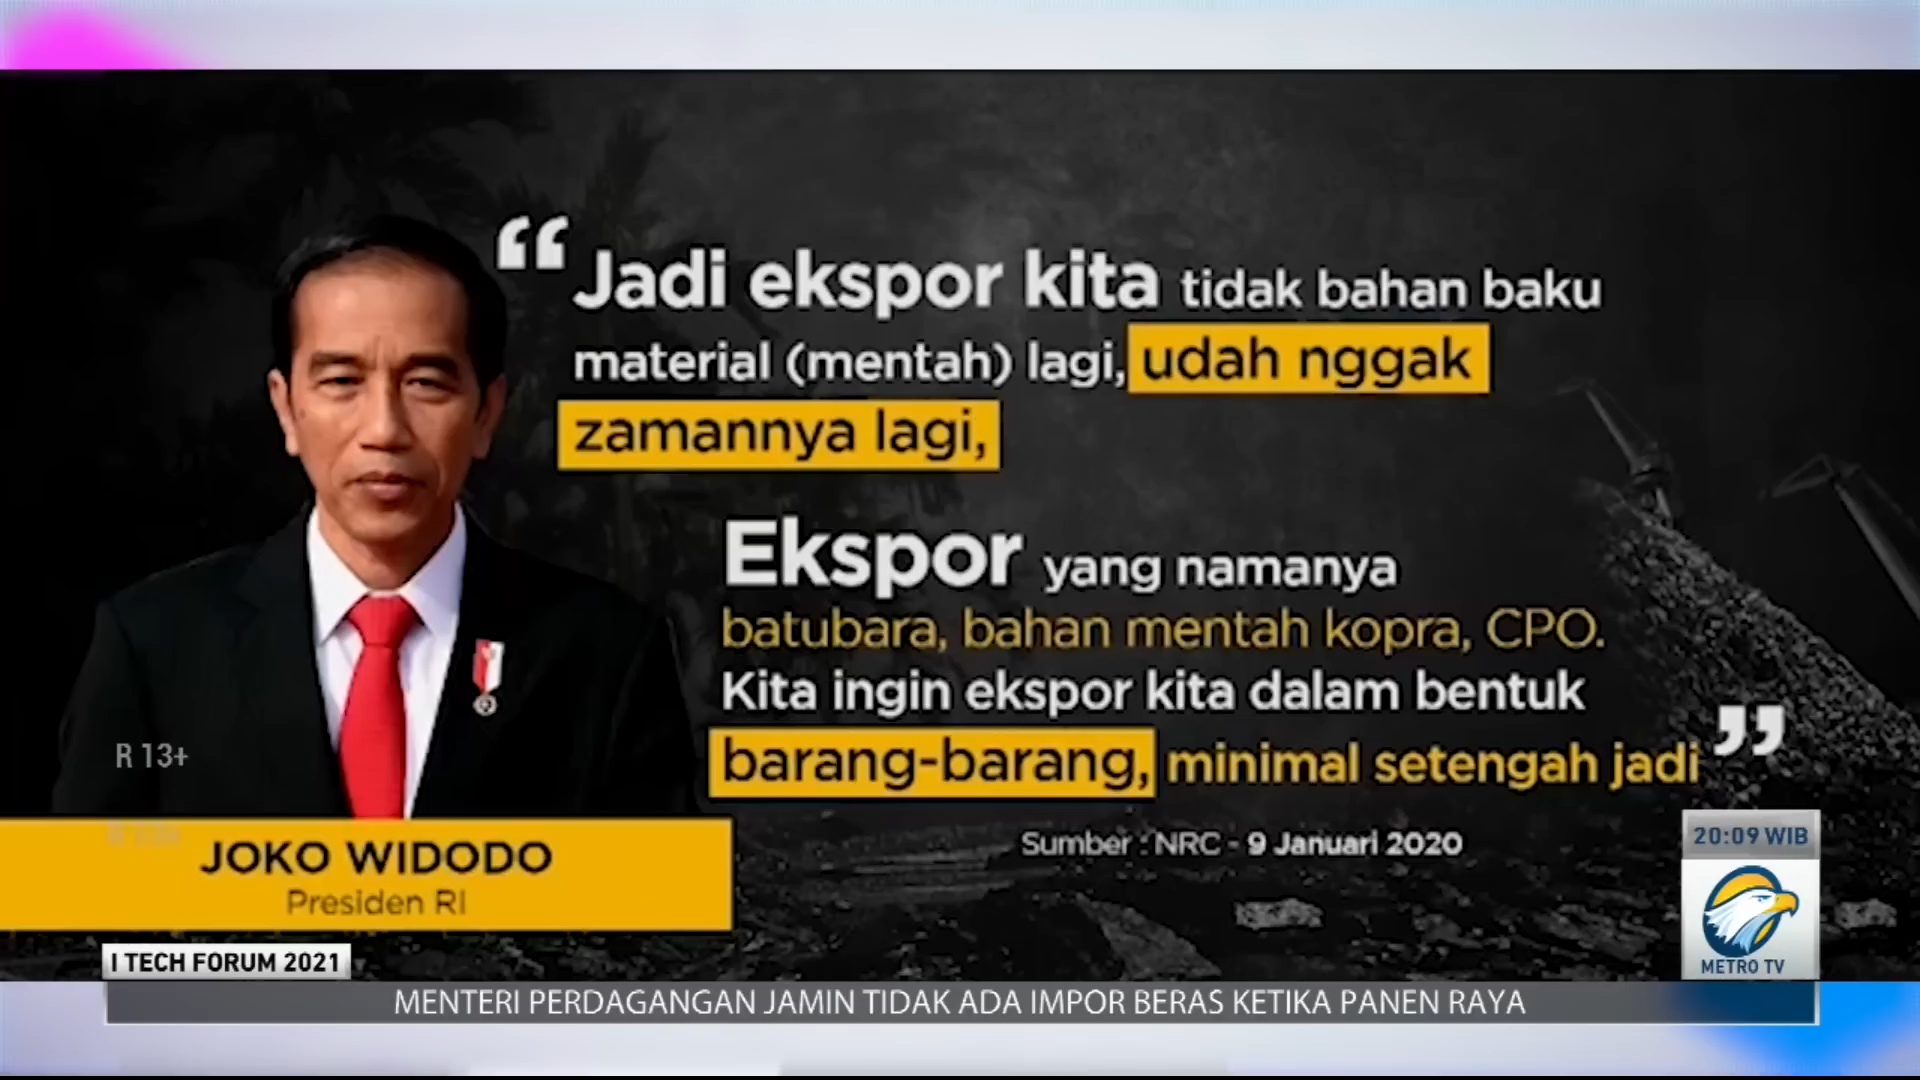 “Jadi ekspor kita tidak bahan baku
material (mentah) lagi, udah nggak
zamannya lagi,
Ekspor yang namanya
batubara, bahan mentah kopra, CPO.
Kita ingin ekspor kita dalam bentuk
barang-barang, minimal setengah jadi”
Sumber : NRC - 9 Januari 2020
R 13+
JOKO WIDODO
Presiden RI
20:09 WIB
METRO TV
I TECH FORUM 2021
MENTERI PERDAGANGAN JAMIN TIDAK ADA IMPOR BERAS KETIKA PANEN RAYA